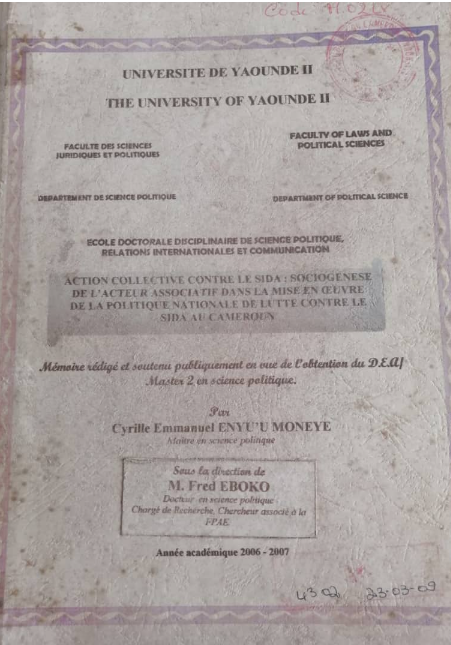 Code
UNIVERSITE DE YAOUNDE II
THE UNIVERSITY OF YAOUNDE II
FACULTE DES SCIENCES
JURIDIQUES ET POLITIQUES
FACULTY OF LAWS AND
POLITICAL SCIENCES
DEPARTEMENT DE SCIENCE POLITIQUE
DEPARTMENT OF POLITICAL SCIENCE
ECOLE DOCTORALE DISCIPLINAIRE DE SCIENCE POLITIQUE,
RELATIONS INTERNATIONALES ET COMMUNICATION
ACTION COLLECTIVE CONTRE LE SIDA : SOCIOGENESE
DE L'ACTEUR ASSOCIATIF DANS LA MISE EN ŒUVRE
DE LA POLITIQUE NATIONALE DE LUTTE CONTRE LE
SIDA AU CAMEROUN
Mémoire rédigé et soutenu publiquement en vue de l'obtention du D.E.A/
Master 2 en science politique.
Par
Cyrille Emmanuel ENYU'U MONEYE
Maître en science politique
Sous la direction de
M. Fred EBOKO
Docteur en science politique
Chargé de Recherche, Chercheur associé à la
FPAE
Année académique 2006 - 2007
4302 23-03-09